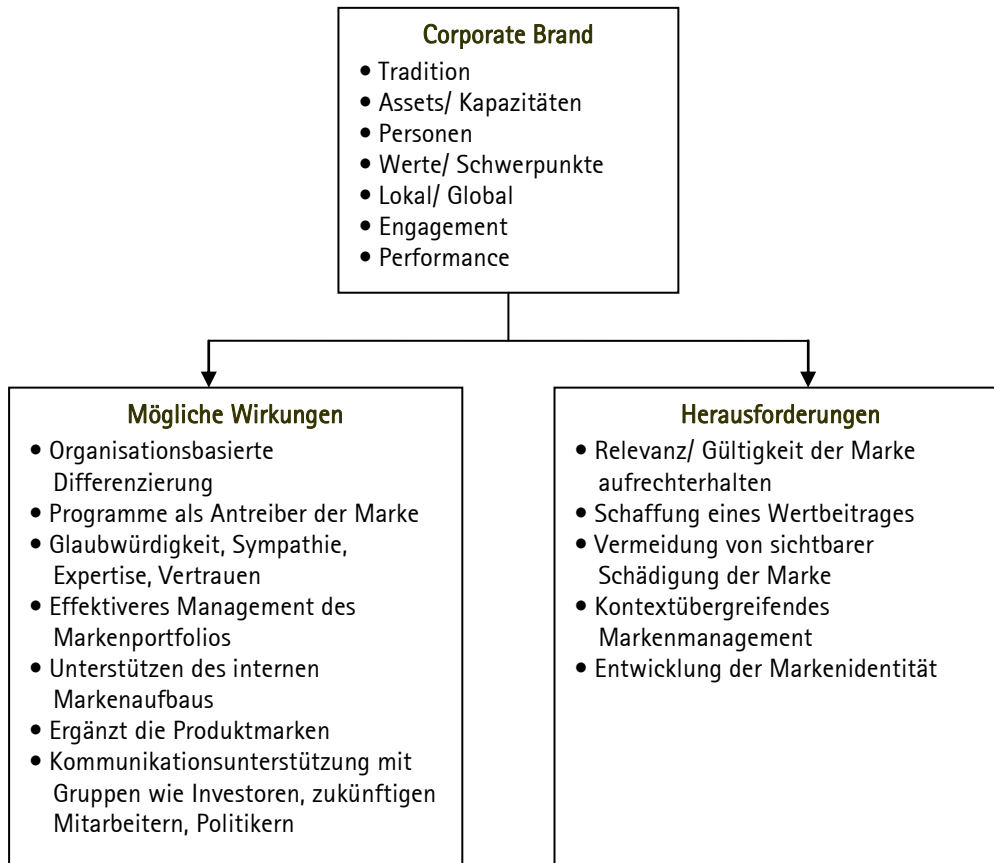 Corporate Brand
• Tradition
• Assets/ Kapazitäten
• Personen
• Werte/ Schwerpunkte
• Lokal/ Global
• Engagement
• Performance
Mögliche Wirkungen
• Organisationsbasierte
Differenzierung
• Programme als Antreiber der Marke
• Glaubwürdigkeit, Sympathie,
Expertise, Vertrauen
• Effektiveres Management des
Markenportfolios
• Unterstützen des internen
Markenaufbaus
• Ergänzt die Produktmarken
• Kommunikationsunterstützung mit
Gruppen wie Investoren, zukünftigen
Mitarbeitern, Politikern
Herausforderungen
• Relevanz/ Gültigkeit der Marke
aufrechterhalten
• Schaffung eines Wertbeitrages
• Vermeidung von sichtbarer
Schädigung der Marke
• Kontextübergreifendes
Markenmanagement
• Entwicklung der Markenidentität